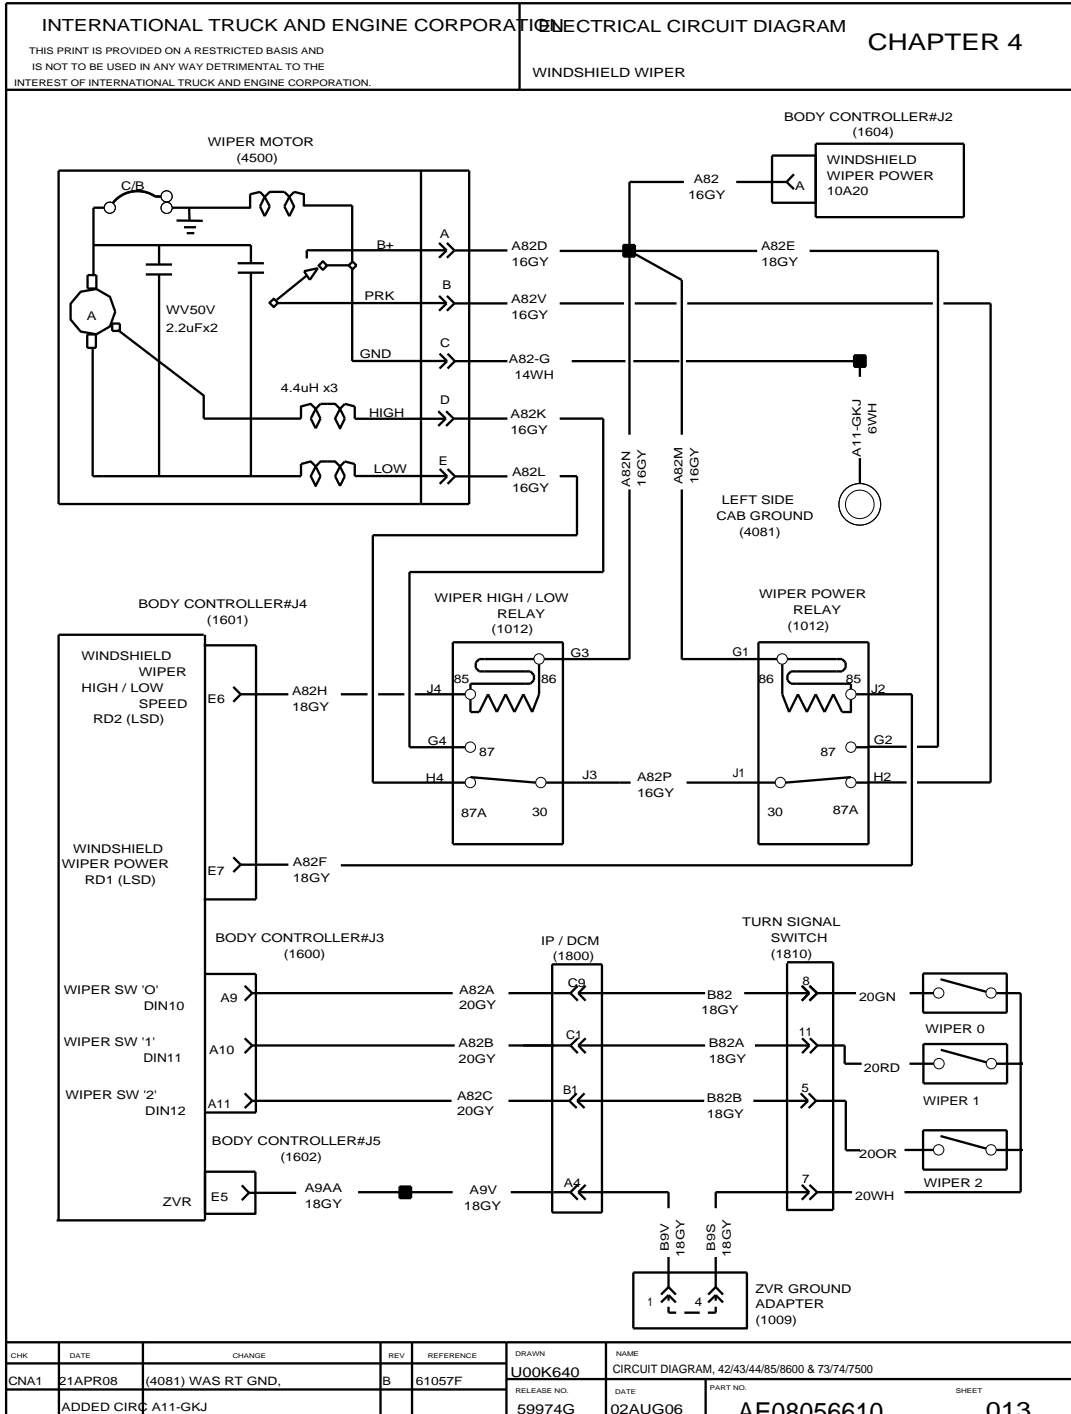 INTERNATIONAL TRUCK AND ENGINE CORPORATION
THIS PRINT IS PROVIDED ON A RESTRICTED BASIS AND
IS NOT TO BE USED IN ANY WAY DETRIMENTAL TO THE
INTEREST OF INTERNATIONAL TRUCK AND ENGINE CORPORATION.
ELECTRICAL CIRCUIT DIAGRAM
CHAPTER 4
WINDSHIELD WIPER
BODY CONTROLLER#J2
(1604)
WINDSHIELD
WIPER POWER
10A20
A
A82
16GY
WIPER MOTOR
(4500)
C/B
B+
A
A82D
16GY
A82E
18GY
PRK
B
A82V
16GY
A
WV50V
2.2uFx2
GND
C
A82-G
14WH
4.4uH x3
HIGH
D
A82K
16GY
LOW
E
A82L
16GY
A82N
16GY
A82M
16GY
A11-GKJ
6WH
LEFT SIDE
CAB GROUND
(4081)
WIPER HIGH / LOW
RELAY
(1012)
WIPER POWER
RELAY
(1012)
BODY CONTROLLER#J4
(1601)
WINDSHIELD
WIPER
HIGH / LOW
SPEED
RD2 (LSD)
E6
A82H
18GY
J4
85
86
G3
G1
86
85
J2
G4
87
87
G2
H4
J3
A82P
16GY
J1
H2
87A
30
30
87A
WINDSHIELD
WIPER POWER
RD1 (LSD)
E7
A82F
18GY
BODY CONTROLLER#J3
(1600)
IP / DCM
(1800)
TURN SIGNAL
SWITCH
(1810)
WIPER SW 'O'
DIN10
A9
A82A
20GY
C9
B82
18GY
8
20GN
WIPER 0
WIPER SW '1'
DIN11
A10
A82B
20GY
C1
B82A
18GY
11
20RD
WIPER 1
WIPER SW '2'
DIN12
A11
A82C
20GY
B1
B82B
18GY
5
20OR
WIPER 2
BODY CONTROLLER#J5
(1602)
ZVR
E5
A9AA
18GY
A9V
18GY
A4
7
20WH
B9V
18GY
B9S
18GY
1
4
ZVR GROUND
ADAPTER
(1009)
CHK DATE CHANGE REV REFERENCE
CNA1 21APR08 (4081) WAS RT GND, B 61057F
ADDED CIRC A11-GKJ
DRAWN
U00K640
NAME
CIRCUIT DIAGRAM, 42/43/44/85/8600 & 73/74/7500
RELEASE NO.
59974G
DATE
02AUG06
PART NO.
AE08056610
SHEET
013